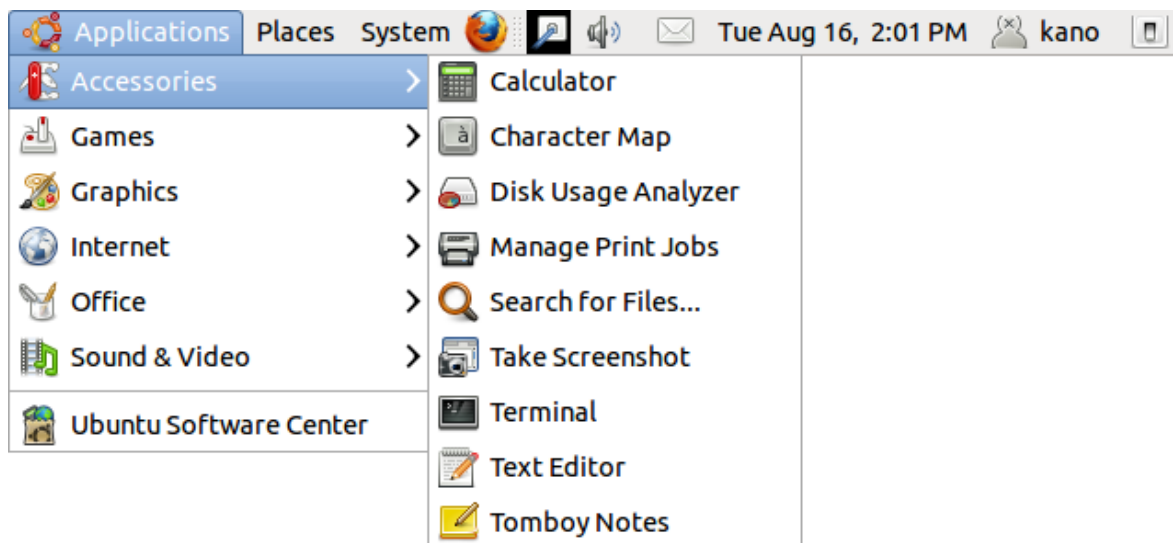 Applications Places System Tue Aug 16, 2:01 PM kano
Accessories
Games
Graphics
Internet
Office
Sound & Video
Ubuntu Software Center
Calculator
Character Map
Disk Usage Analyzer
Manage Print Jobs
Search for Files...
Take Screenshot
Terminal
Text Editor
Tomboy Notes